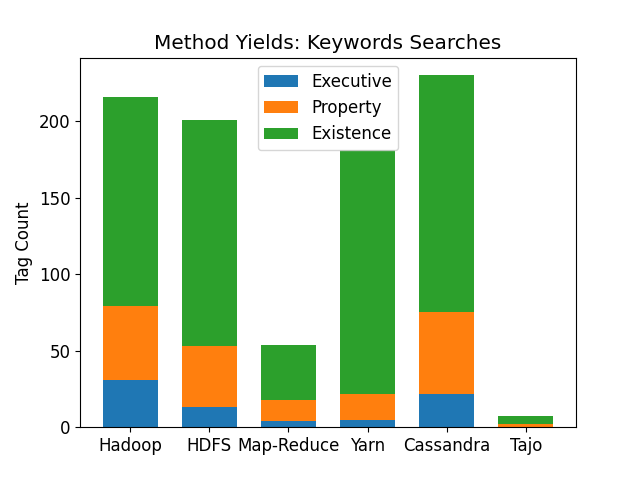 Method Yields: Keywords Searches
Executive
Property
Existence
Tag Count
200
150
100
50
0
Hadoop HDFS Map-Reduce Yarn Cassandra Tajo